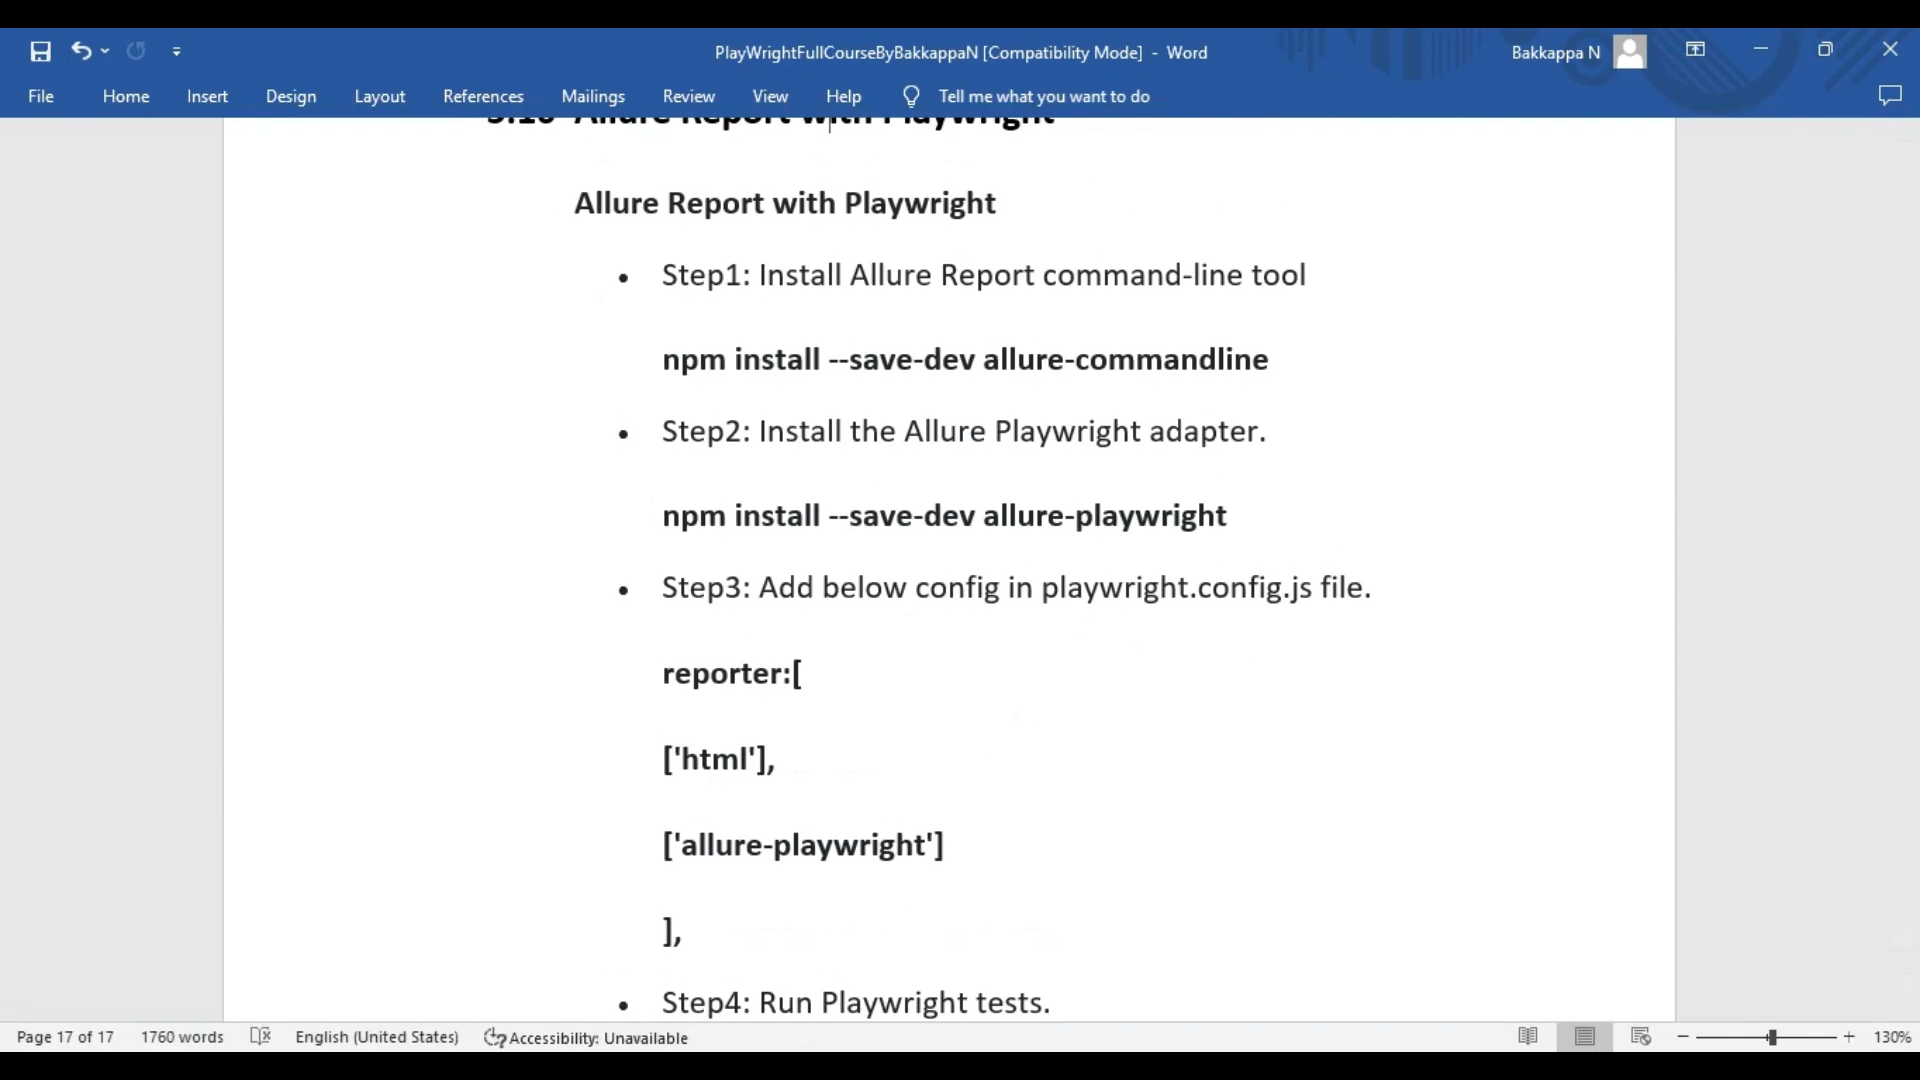 PlayWrightFullCourseByBakkappaN [Compatibility Mode] - Word
Bakkappa N
File Home Insert Design Layout References Mailings Review View Help Tell me what you want to do
Allure Report with Playwright
Allure Report with Playwright
• Step1: Install Allure Report command-line tool
npm install --save-dev allure-commandline
• Step2: Install the Allure Playwright adapter.
npm install --save-dev allure-playwright
• Step3: Add below config in playwright.config.js file.
reporter:[
['html'],
['allure-playwright']
],
• Step4: Run Playwright tests.
Page 17 of 17 1760 words English (United States) Accessibility: Unavailable 130%